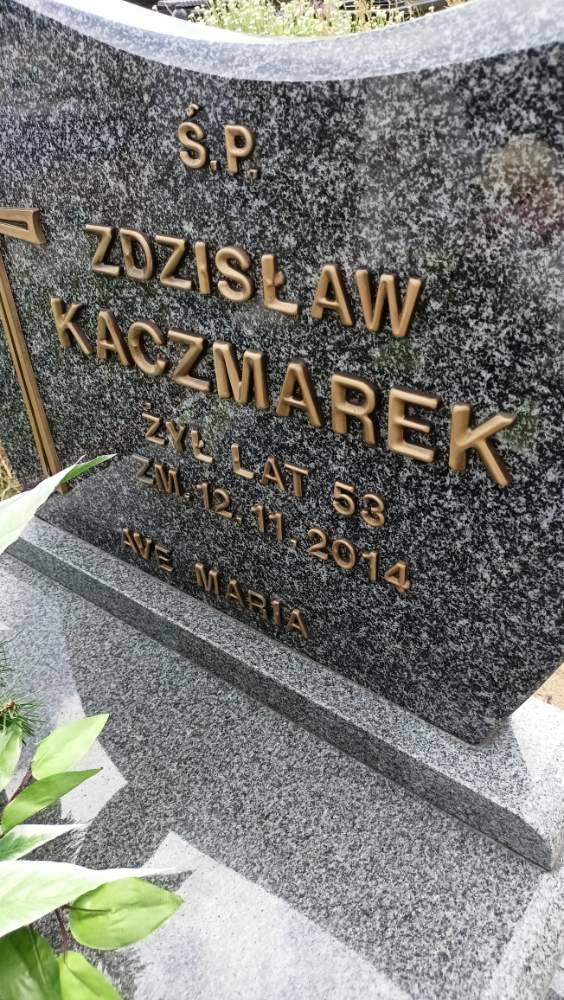 Ś.P.
ZDZISŁAW
KACZMAREK
ŻYŁ LAT 53
ZM. 12.11.2014
AVE MARIA